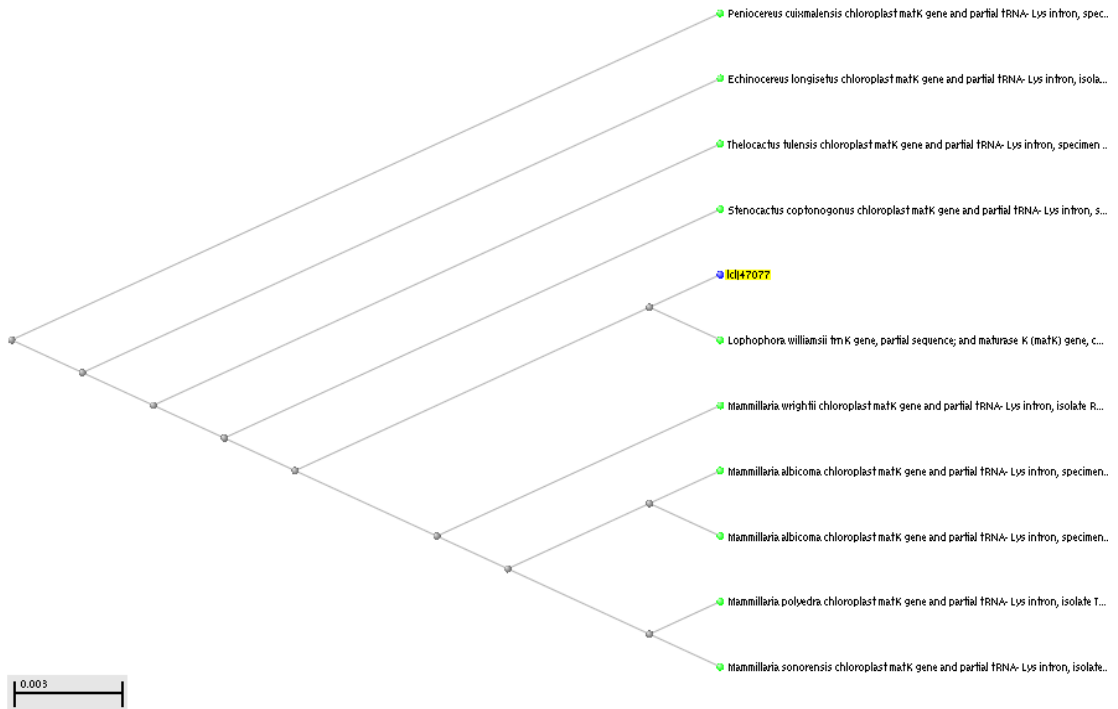 Peniocereus cuixmalensis chloroplast matK gene and partial tRNA- Lys intron, spec...
Echinocereus longisetus chloroplast matK gene and partial tRNA- Lys intron, isola...
Thelocactus tulensis chloroplast matK gene and partial tRNA- Lys intron, specimen ...
Stenocactus coptonogonus chloroplast matK gene and partial tRNA- Lys intron, s...
lcl|47077
Lophophora williamsii trnK gene, partial sequence; and maturase K (matK) gene, c...
Mammillaria wrightii chloroplast matK gene and partial tRNA- Lys intron, isolate R...
Mammillaria albicoma chloroplast matK gene and partial tRNA- Lys intron, specimen...
Mammillaria albicoma chloroplast matK gene and partial tRNA- Lys intron, specimen...
Mammillaria polyedra chloroplast matK gene and partial tRNA- Lys intron, isolate T...
Mammillaria sonorensis chloroplast matK gene and partial tRNA- Lys intron, isolate...
0.003